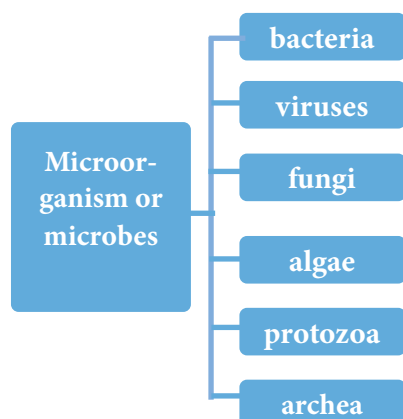 Microor-
ganism or
microbes
bacteria
viruses
fungi
algae
protozoa
archea